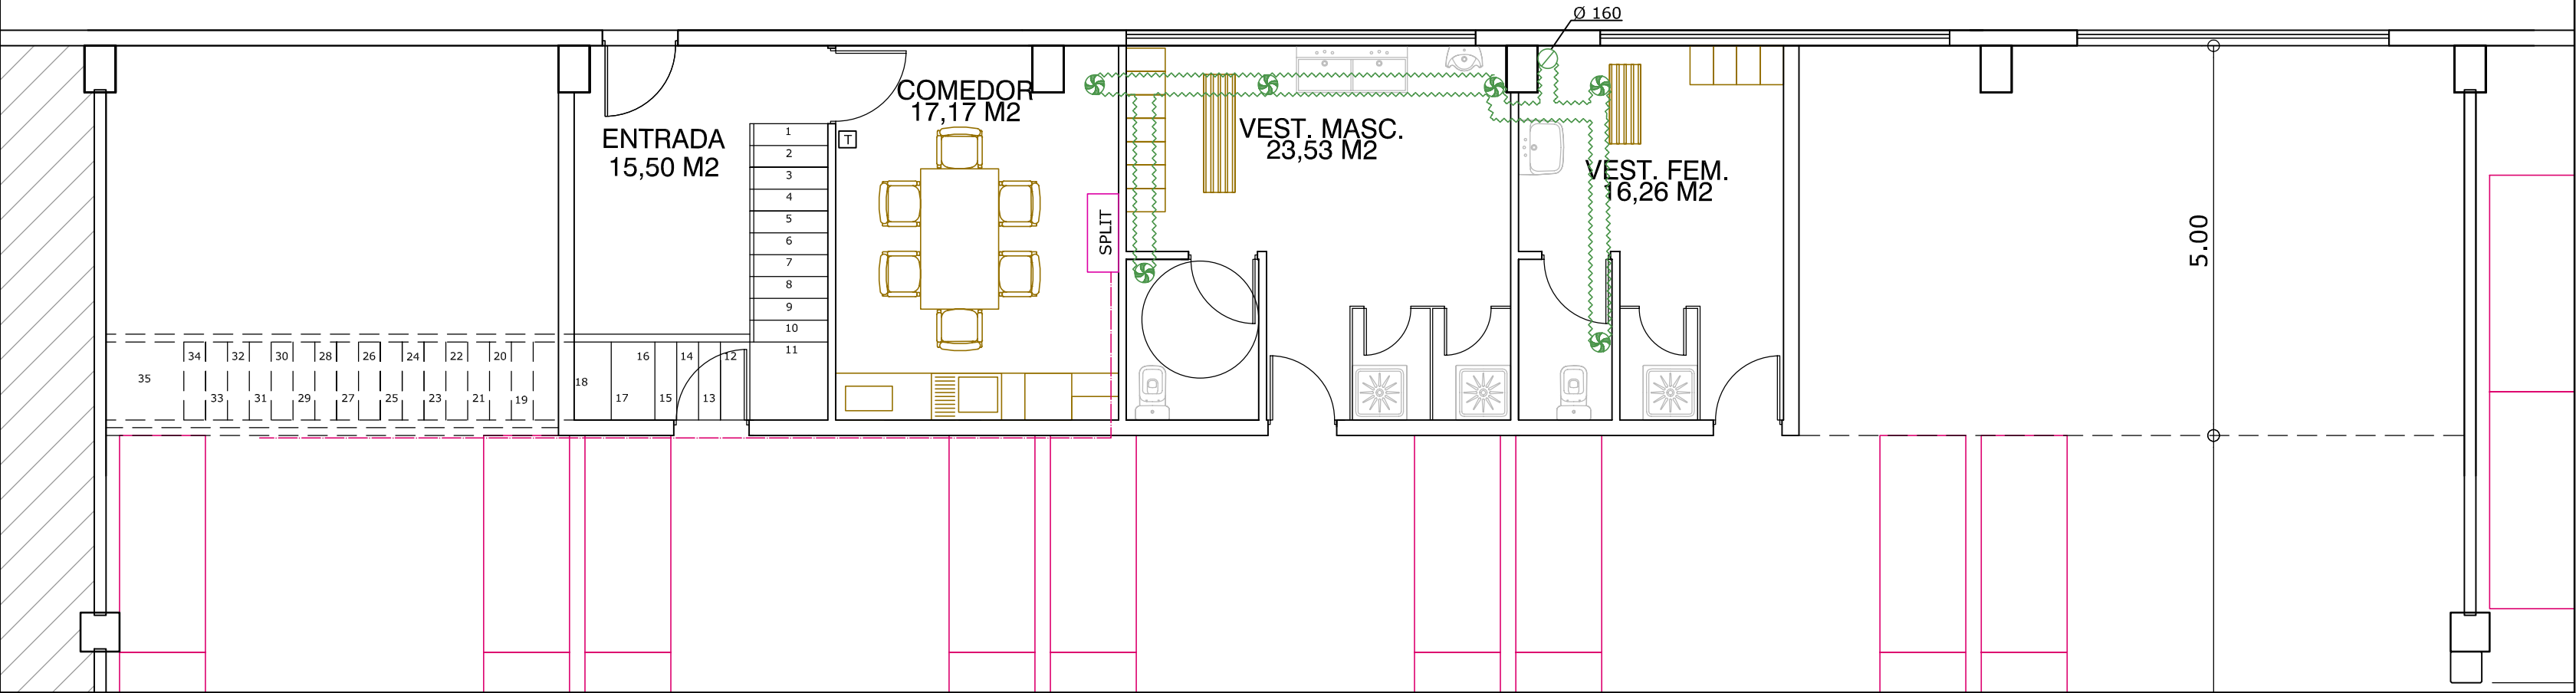 Ø 160
COMEDOR
17,17 M2
ENTRADA
15,50 M2
VEST. MASC.
23,53 M2
VEST. FEM.
16,26 M2
T
SPLIT
5.00
1
2
3
4
5
6
7
8
9
10
11
34 32 30 28 26 24 22 20 16 14 12
35
18
33 31 29 27 25 23 21 19 17 15 13